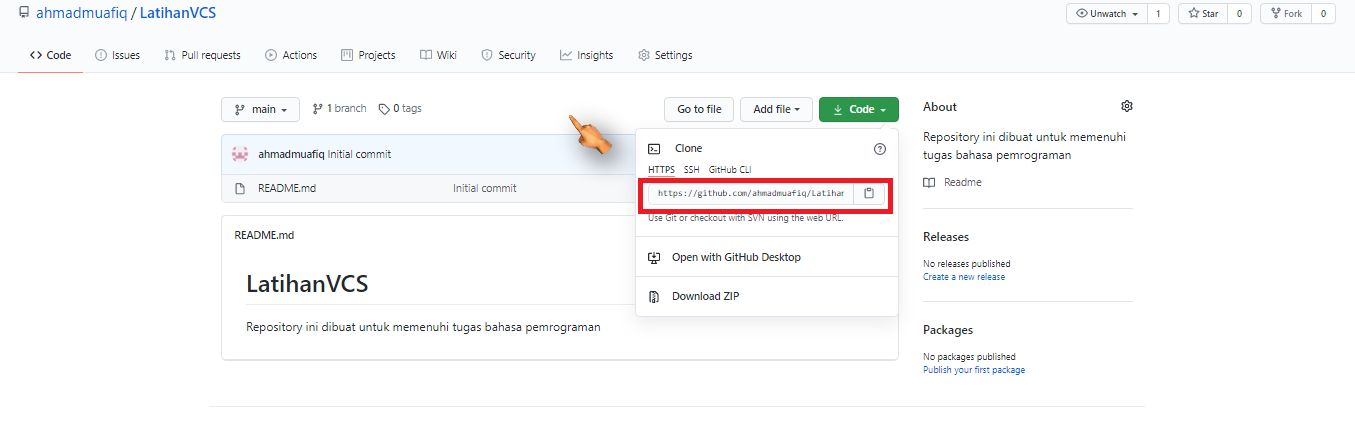 ahmadmuafiq / LatihanVCS
Unwatch 1 Star 0 Fork 0
Code Issues Pull requests Actions Projects Wiki Security Insights Settings
main 1 branch 0 tags Go to file Add file Code
ahmadmuafiq Initial commit
README.md Initial commit
README.md
LatihanVCS
Repository ini dibuat untuk memenuhi tugas bahasa pemrograman
Clone
HTTPS SSH GitHub CLI
https://github.com/ahmadmuafiq/Latihan
Use Git or checkout with SVN using the web URL.
Open with GitHub Desktop
Download ZIP
About
Repository ini dibuat untuk memenuhi
tugas bahasa pemrograman
Readme
Releases
No releases published
Create a new release
Packages
No packages published
Publish your first package